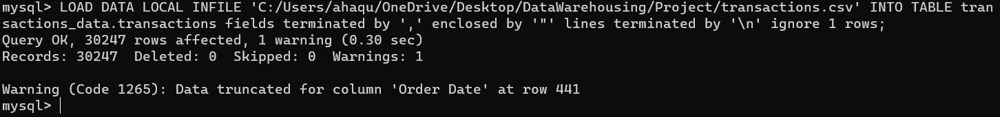 mysql> LOAD DATA LOCAL INFILE 'C:/Users/ahaqu/OneDrive/Desktop/DataWarehousing/Project/transactions.csv' INTO TABLE tran
sactions_data.transactions fields terminated by ',' enclosed by '"' lines terminated by '\n' ignore 1 rows;
Query OK, 30247 rows affected, 1 warning (0.30 sec)
Records: 30247  Deleted: 0  Skipped: 0  Warnings: 1

Warning (Code 1265): Data truncated for column 'Order Date' at row 441
mysql>